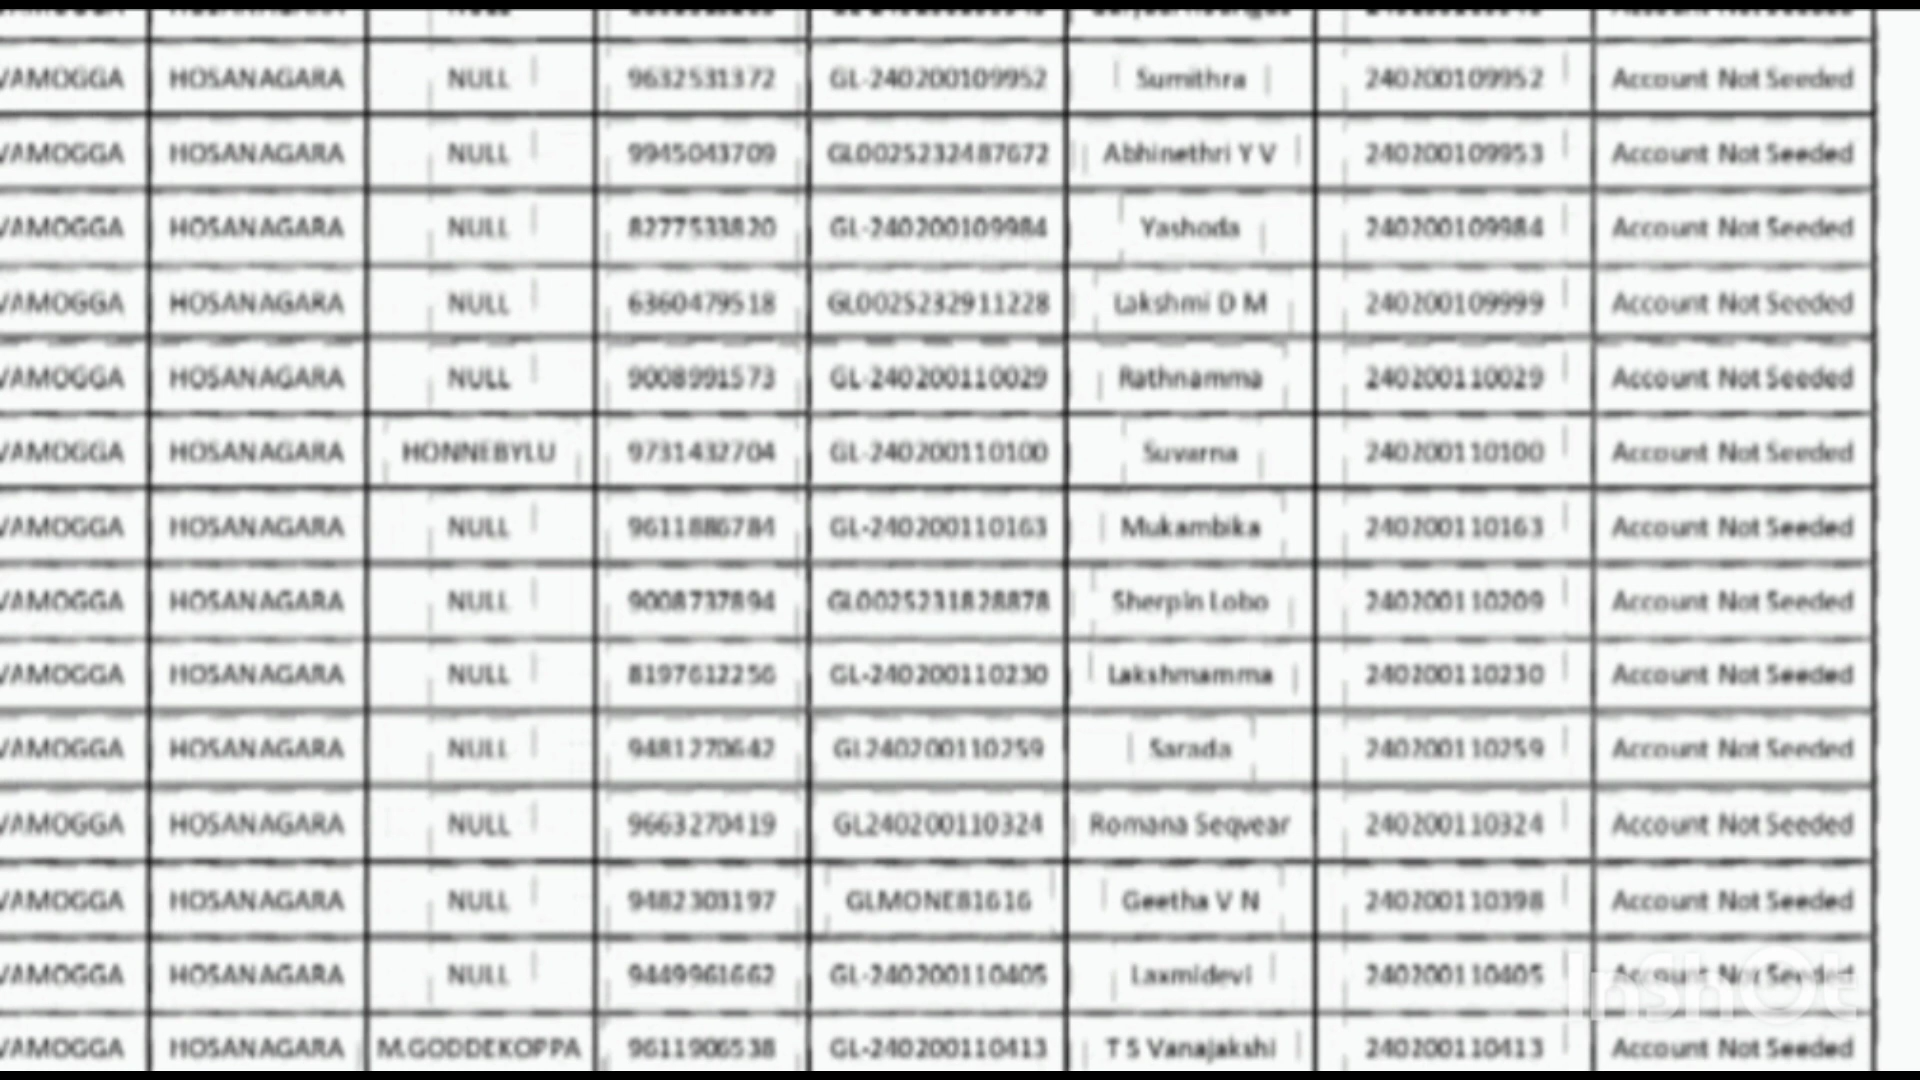 VAMOGGA HOSANAGARA NULL 9632531372 GL-240200109952 Sumithra 240200109952 Account Not Seeded
VAMOGGA HOSANAGARA NULL 9945043709 GL0025232487672 Abhinethri Y V 240200109953 Account Not Seeded
VAMOGGA HOSANAGARA NULL 8277533820 GL-240200109984 Yashoda 240200109984 Account Not Seeded
VAMOGGA HOSANAGARA NULL 6360479518 GL0025232911228 Lakshmi D M 240200109999 Account Not Seeded
VAMOGGA HOSANAGARA NULL 9008991573 GL-240200110029 Rathnamma 240200110029 Account Not Seeded
VAMOGGA HOSANAGARA HONNEBYLU 9731432704 GL-240200110100 Suvarna 240200110100 Account Not Seeded
VAMOGGA HOSANAGARA NULL 9611886784 GL-240200110163 Mukambika 240200110163 Account Not Seeded
VAMOGGA HOSANAGARA NULL 9008737894 GL0025231828878 Sherpin Lobo 240200110209 Account Not Seeded
VAMOGGA HOSANAGARA NULL 8197612256 GL-240200110230 Lakshmamma 240200110230 Account Not Seeded
VAMOGGA HOSANAGARA NULL 9481270642 GL240200110259 Sarada 240200110259 Account Not Seeded
VAMOGGA HOSANAGARA NULL 9663270419 GL240200110324 Romana Seqvear 240200110324 Account Not Seeded
VAMOGGA HOSANAGARA NULL 9482303197 GLMONE81616 Geetha V N 240200110398 Account Not Seeded
VAMOGGA HOSANAGARA NULL 9449961662 GL-240200110405 Laxmidevi 240200110405 Account Not Seeded
InShOt
VAMOGGA HOSANAGARA M.GODDEKOPPA 9611906538 GL-240200110413 T S Vanajakshi 240200110413 Account Not Seeded